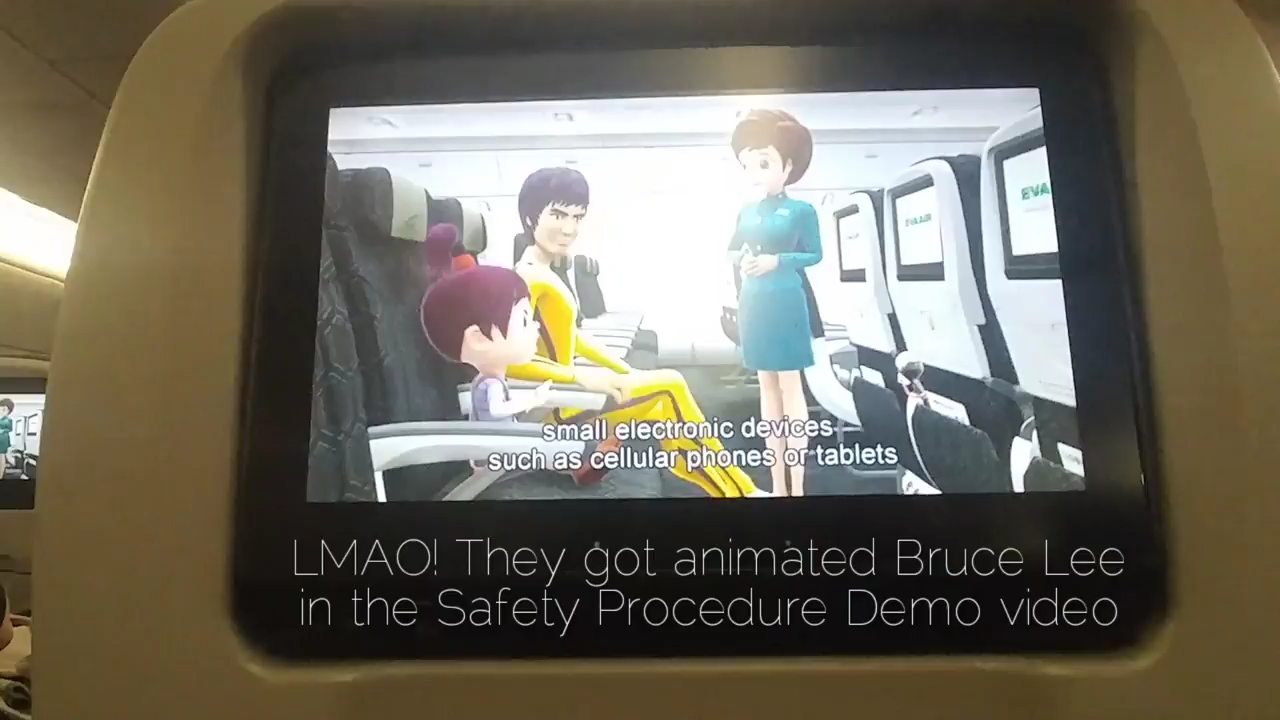 EVA
EVA AIR
small electronic devices
such as cellular phones or tablets
LMAO! They got animated Bruce Lee
in the Safety Procedure Demo video